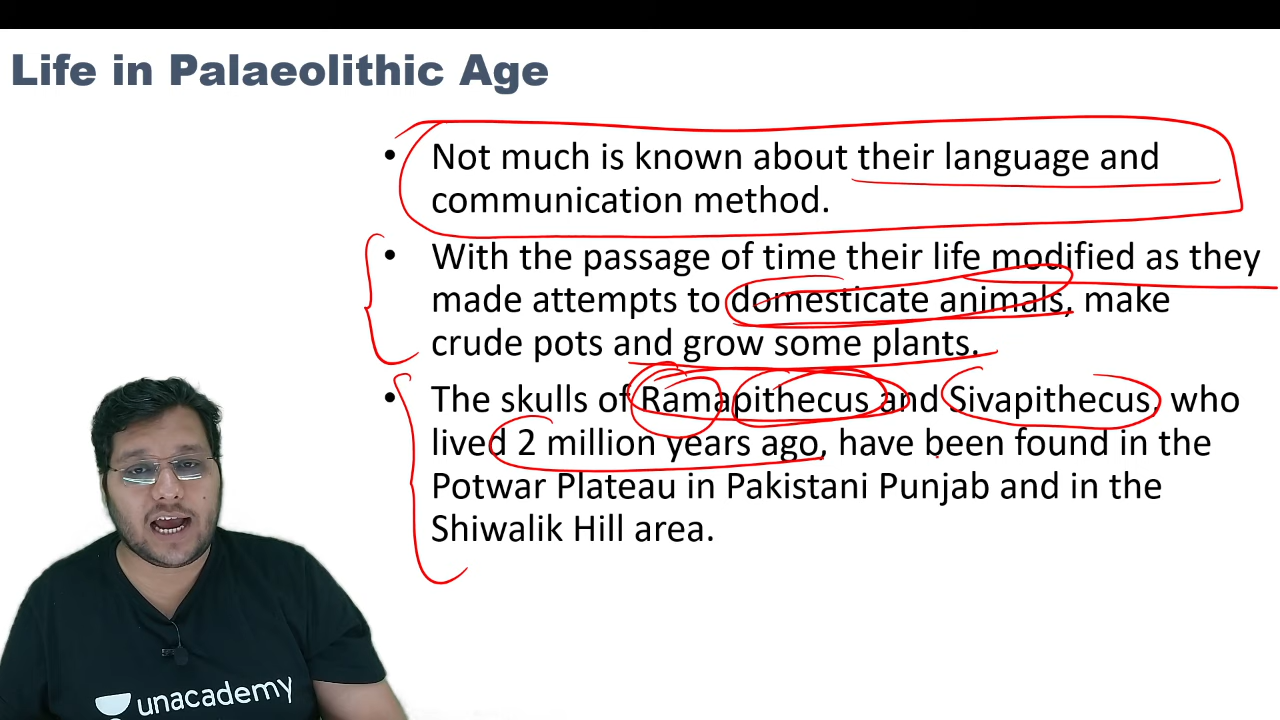 Life in Palaeolithic Age
• Not much is known about their language and
communication method.
• With the passage of time their life modified as they
made attempts to domesticate animals, make
crude pots and grow some plants.
• The skulls of Ramapithecus and Sivapithecus, who
lived 2 million years ago, have been found in the
Potwar Plateau in Pakistani Punjab and in the
Shiwalik Hill area.
unacademy